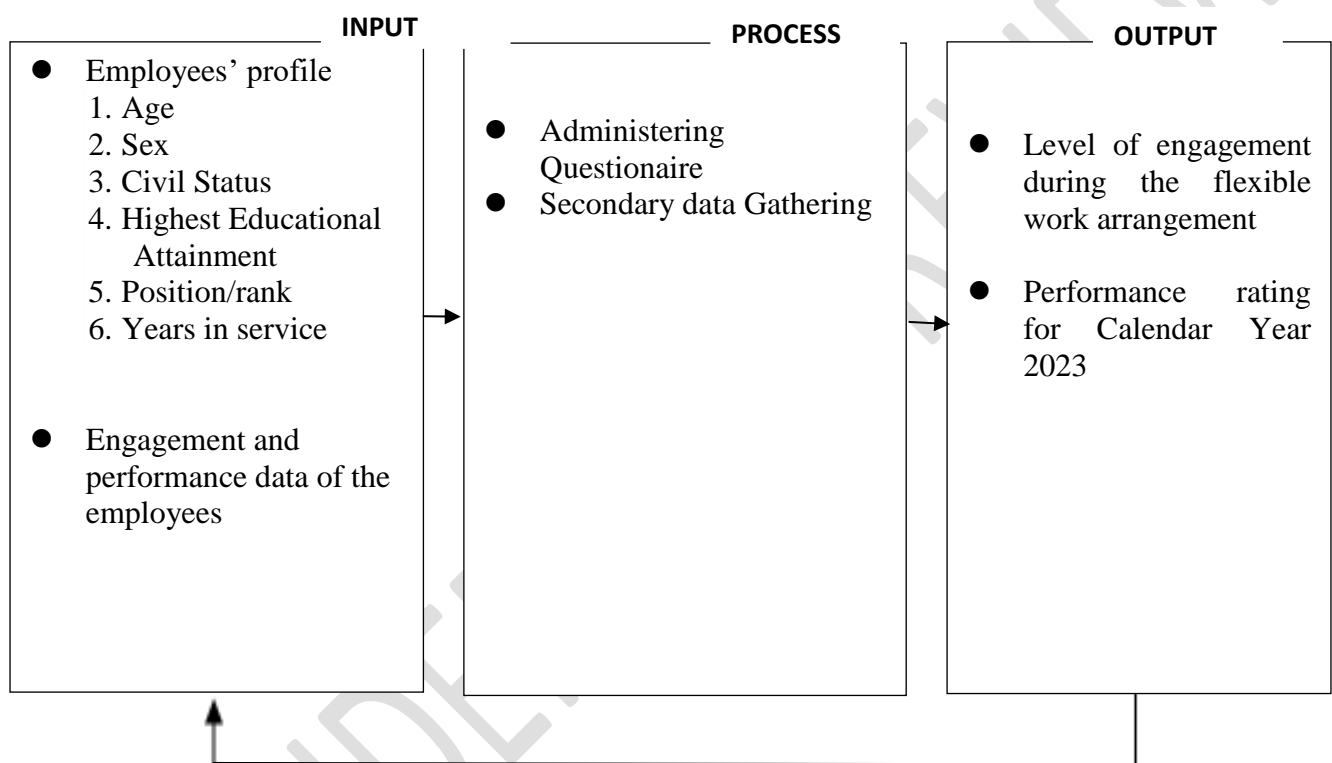 INPUT
● Employees’ profile
1. Age
2. Sex
3. Civil Status
4. Highest Educational
Attainment
5. Position/rank
6. Years in service
● Engagement and
performance data of the
employees
PROCESS
● Administering
Questionaire
● Secondary data Gathering
OUTPUT
● Level of engagement
during the flexible
work arrangement
● Performance rating
for Calendar Year
2023